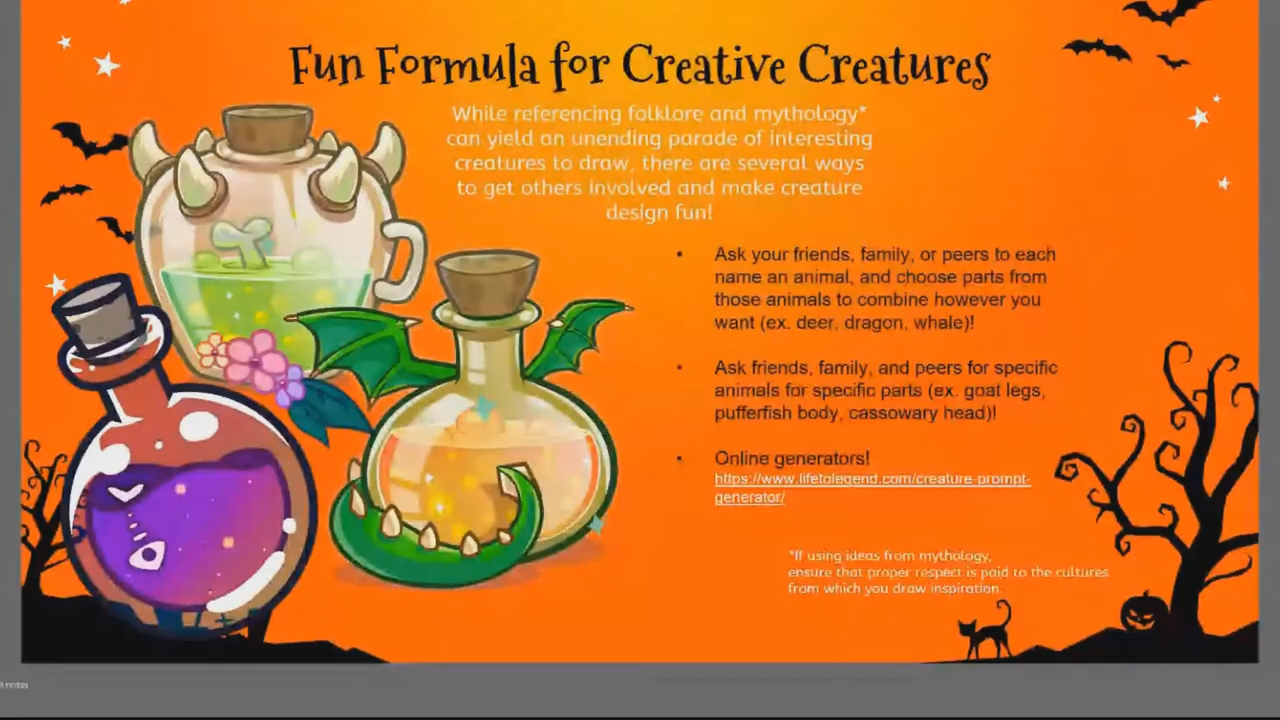 Fun Formula for Creative Creatures
While referencing folklore and mythology*
can yield an unending parade of interesting
creatures to draw, there are several ways
to get others involved and make creature
design fun!
• Ask your friends, family, or peers to each
name an animal, and choose parts from
those animals to combine however you
want (ex. deer, dragon, whale)!
• Ask friends, family, and peers for specific
animals for specific parts (ex. goat legs,
pufferfish body, cassowary head)!
• Online generators!
https://www.lifetolegend.com/creature-prompt-
generator/
*If using ideas from mythology,
ensure that proper respect is paid to the cultures
from which you draw inspiration.
notes